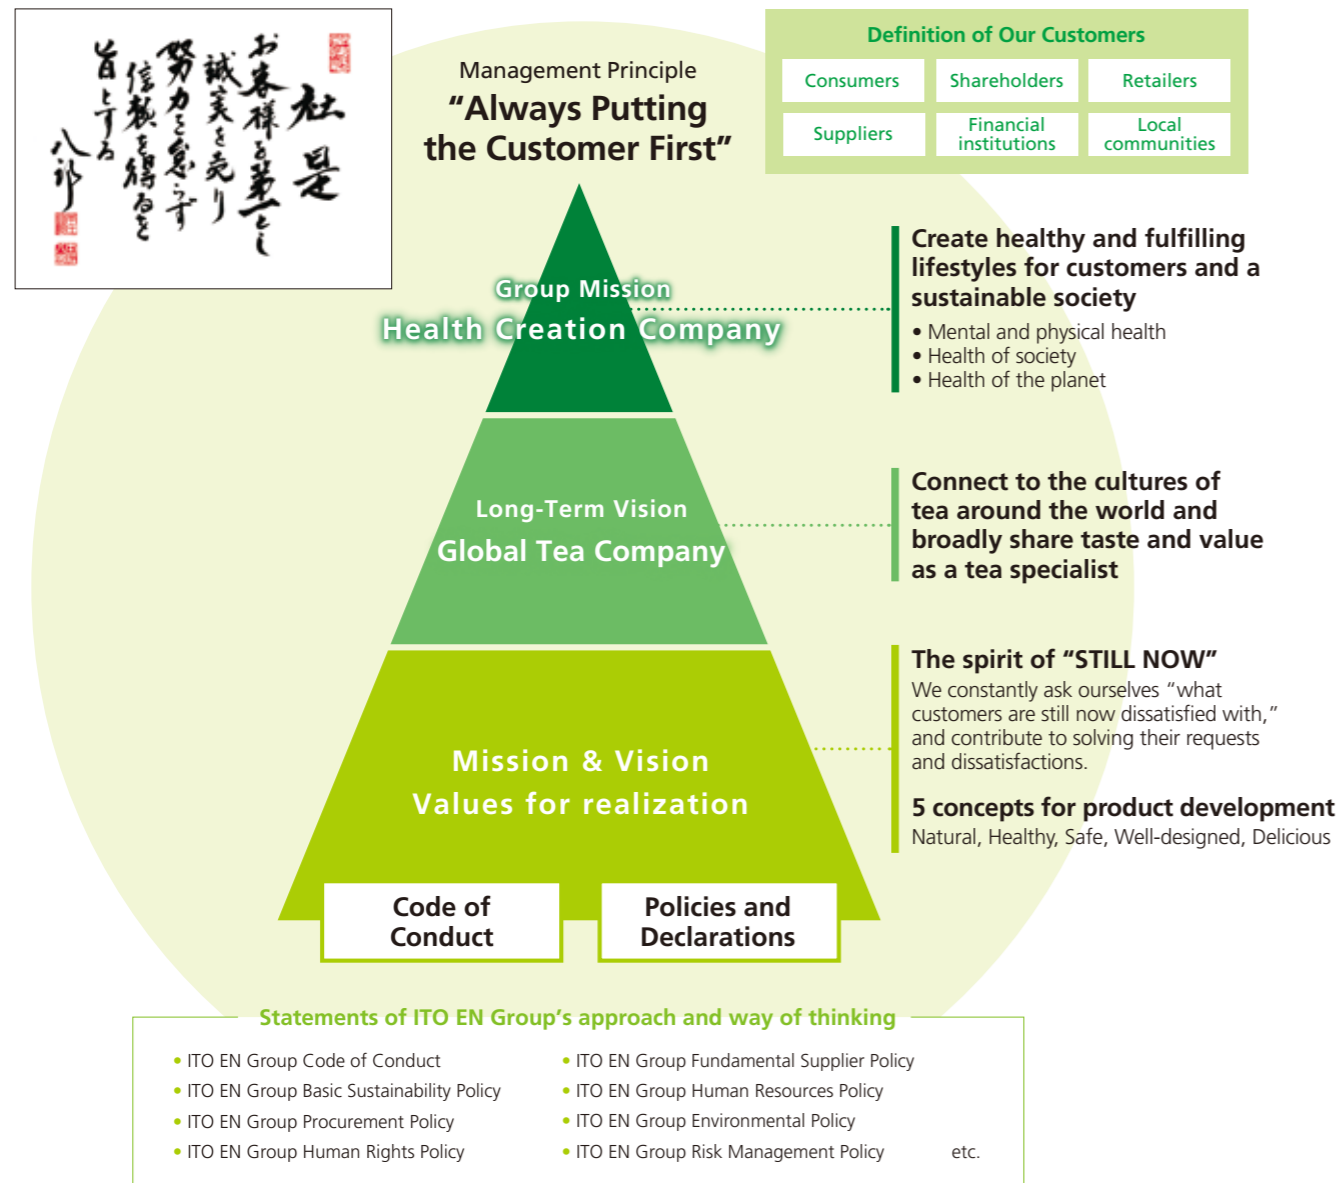 社是
お客様を第一とし
誠実を売り
努力を怠らず
信頼を得るを
旨とする
八郎
Management Principle
“Always Putting
the Customer First”
Definition of Our Customers
Consumers
Shareholders
Retailers
Suppliers
Financial
institutions
Local
communities
Group Mission
Health Creation Company
Create healthy and fulfilling
lifestyles for customers and a
sustainable society
• Mental and physical health
• Health of society
• Health of the planet
Long-Term Vision
Global Tea Company
Connect to the cultures of
tea around the world and
broadly share taste and value
as a tea specialist
Mission & Vision
Values for realization
The spirit of “STILL NOW”
We constantly ask ourselves “what
customers are still now dissatisfied with,”
and contribute to solving their requests
and dissatisfactions.
5 concepts for product development
Natural, Healthy, Safe, Well-designed, Delicious
Code of
Conduct
Policies and
Declarations
Statements of ITO EN Group’s approach and way of thinking
• ITO EN Group Code of Conduct
• ITO EN Group Basic Sustainability Policy
• ITO EN Group Procurement Policy
• ITO EN Group Human Rights Policy
• ITO EN Group Fundamental Supplier Policy
• ITO EN Group Human Resources Policy
• ITO EN Group Environmental Policy
• ITO EN Group Risk Management Policy
etc.